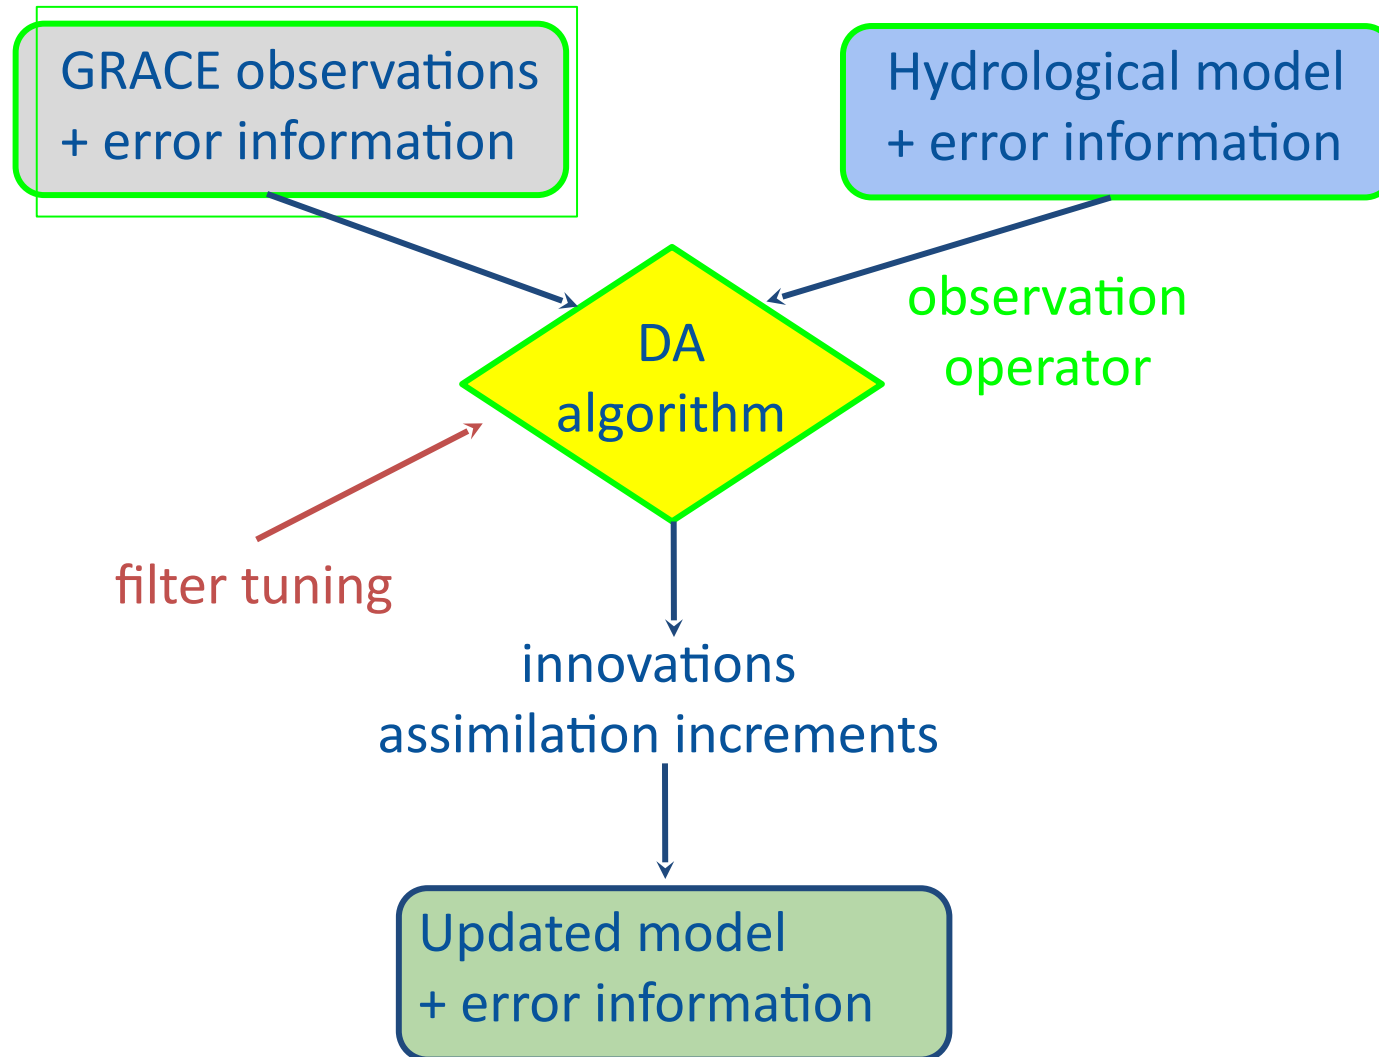 GRACE observations
+ error information
Hydrological model
+ error information
observation
operator
DA
algorithm
filter tuning
innovations
assimilation increments
Updated model
+ error information